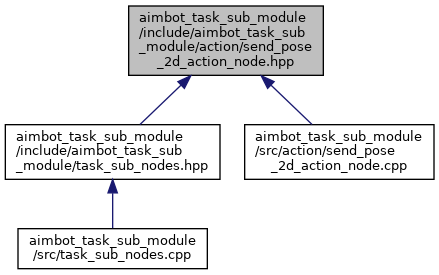 aimbot_task_sub_module
/include/aimbot_task_sub
_module/action/send_pose
_2d_action_node.hpp
aimbot_task_sub_module
/include/aimbot_task_sub
_module/task_sub_nodes.hpp
aimbot_task_sub_module
/src/action/send_pose
_2d_action_node.cpp
aimbot_task_sub_module
/src/task_sub_nodes.cpp